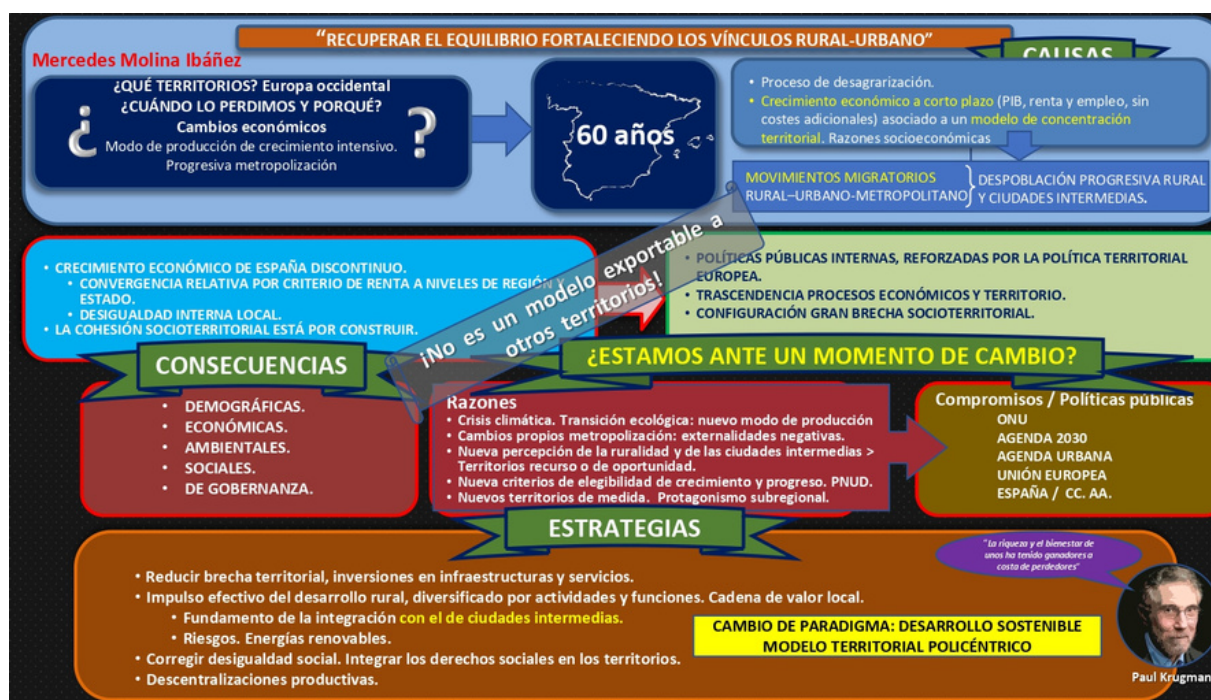 “RECUPERAR EL EQUILIBRIO FORTALECIENDO LOS VÍNCULOS RURAL-URBANO”
Mercedes Molina Ibáñez
¿QUÉ TERRITORIOS? Europa occidental
¿CUÁNDO LO PERDIMOS Y PORQUÉ?
Cambios económicos
Modo de producción de crecimiento intensivo.
Progresiva metropolización
¿ ?
60 años
CAUSAS
• Proceso de desagrarización.
• Crecimiento económico a corto plazo (PIB, renta y empleo, sin
costes adicionales) asociado a un modelo de concentración
territorial. Razones socioeconómicas
MOVIMIENTOS MIGRATORIOS
RURAL–URBANO-METROPOLITANO
DESPOBLACIÓN PROGRESIVA RURAL
Y CIUDADES INTERMEDIAS.
• CRECIMIENTO ECONÓMICO DE ESPAÑA DISCONTINUO.
• CONVERGENCIA RELATIVA POR CRITERIO DE RENTA A NIVELES DE REGIÓN Y
ESTADO.
• DESIGUALDAD INTERNA LOCAL.
• LA COHESIÓN SOCIOTERRITORIAL ESTÁ POR CONSTRUIR.
¡No es un modelo exportable a
otros territorios!
• POLÍTICAS PÚBLICAS INTERNAS, REFORZADAS POR LA POLÍTICA TERRITORIAL
EUROPEA.
• TRASCENDENCIA PROCESOS ECONÓMICOS Y TERRITORIO.
• CONFIGURACIÓN GRAN BRECHA SOCIOTERRITORIAL.
CONSECUENCIAS
• DEMOGRÁFICAS.
• ECONÓMICAS.
• AMBIENTALES.
• SOCIALES.
• DE GOBERNANZA.
¿ESTAMOS ANTE UN MOMENTO DE CAMBIO?
Razones
• Crisis climática. Transición ecológica: nuevo modo de producción
• Cambios propios metropolización: externalidades negativas.
• Nueva percepción de la ruralidad y de las ciudades intermedias >
Territorios recurso o de oportunidad.
• Nueva criterios de elegibilidad de crecimiento y progreso. PNUD.
• Nuevos territorios de medida. Protagonismo subregional.
Compromisos / Políticas públicas
ONU
AGENDA 2030
AGENDA URBANA
UNIÓN EUROPEA
ESPAÑA / CC. AA.
ESTRATEGIAS
• Reducir brecha territorial, inversiones en infraestructuras y servicios.
• Impulso efectivo del desarrollo rural, diversificado por actividades y funciones. Cadena de valor local.
• Fundamento de la integración con el de ciudades intermedias.
• Riesgos. Energías renovables.
• Corregir desigualdad social. Integrar los derechos sociales en los territorios.
• Descentralizaciones productivas.
CAMBIO DE PARADIGMA: DESARROLLO SOSTENIBLE
MODELO TERRITORIAL POLICÉNTRICO
“La riqueza y el bienestar de
unos ha tenido ganadores a
costa de perdedores”
Paul Krugman